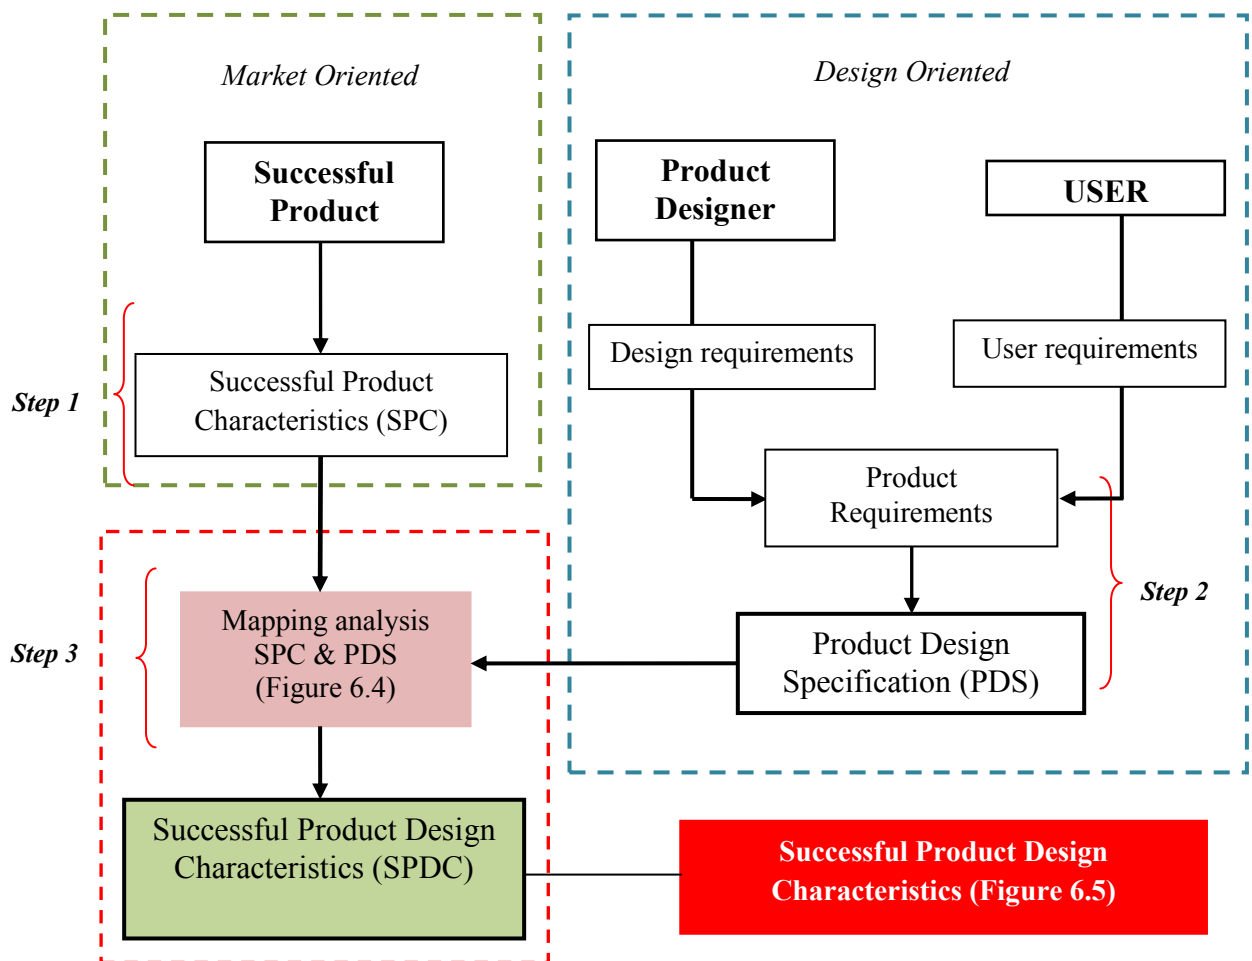 Market Oriented
Design Oriented
Successful
Product
Product
Designer
USER
Design requirements
User requirements
Step 1
Successful Product
Characteristics (SPC)
Product
Requirements
Step 2
Step 3
Mapping analysis
SPC & PDS
(Figure 6.4)
Product Design
Specification (PDS)
Successful Product Design
Characteristics (SPDC)
Successful Product Design
Characteristics (Figure 6.5)